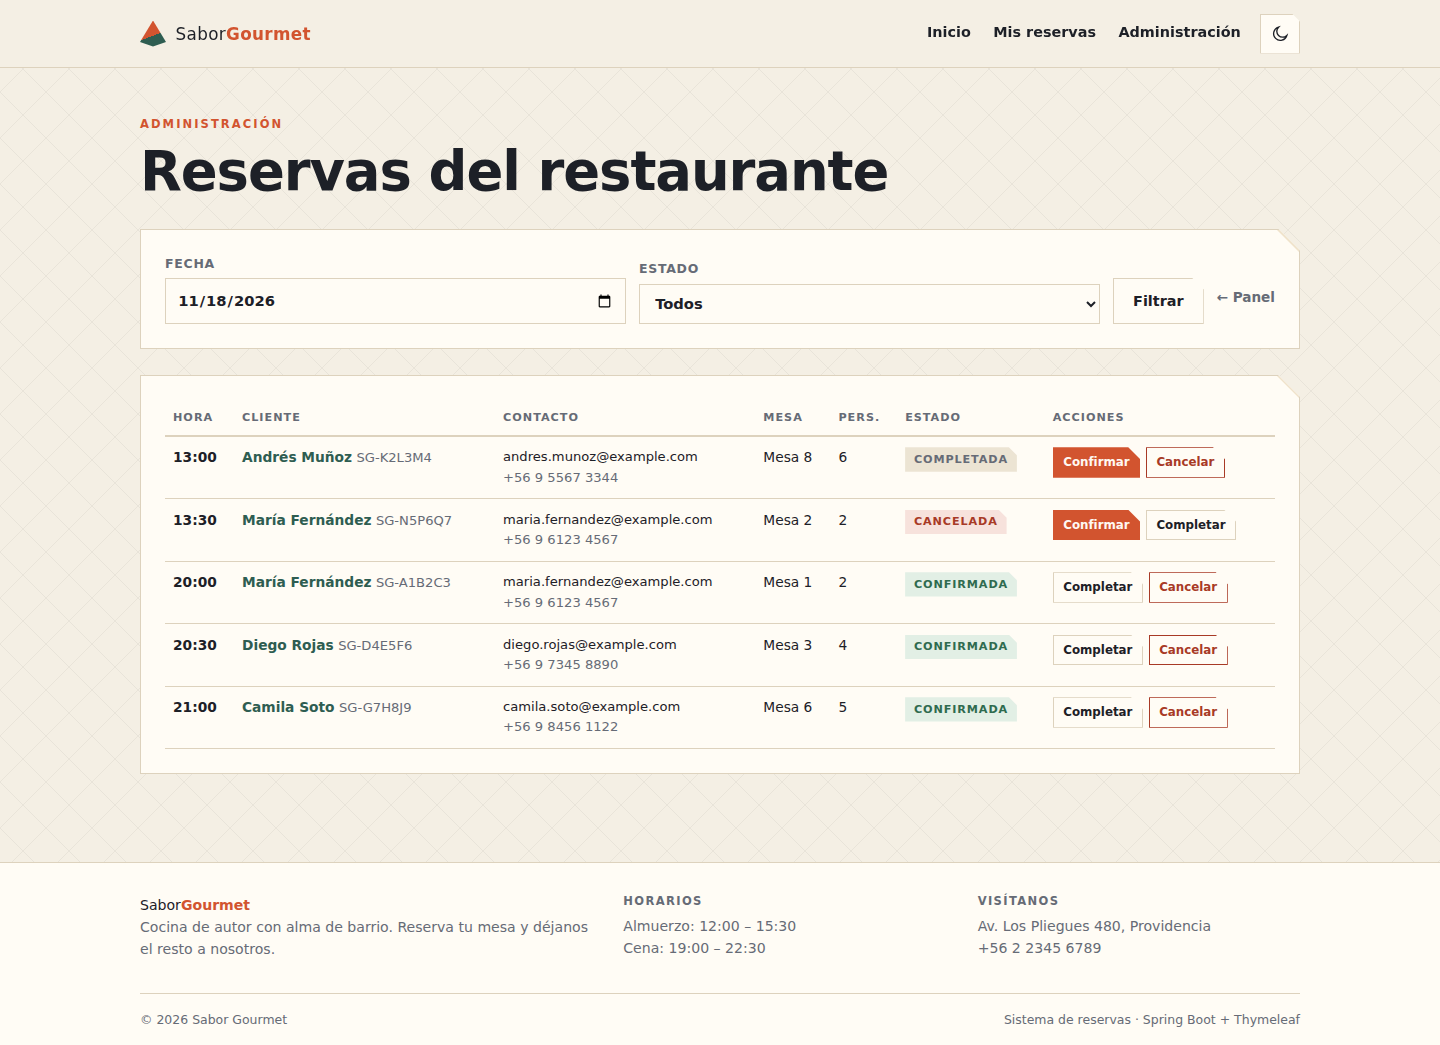 SaborGourmet
Inicio Mis reservas Administración
ADMINISTRACIÓN
Reservas del restaurante
FECHA
ESTADO
11/18/2026
Todos
Filtrar
← Panel
HORA CLIENTE CONTACTO MESA PERS. ESTADO ACCIONES
13:00 Andrés Muñoz SG-K2L3M4 andres.munoz@example.com Mesa 8 6 COMPLETADA Confirmar Cancelar
+56 9 5567 3344
13:30 María Fernández SG-N5P6Q7 maria.fernandez@example.com Mesa 2 2 CANCELADA Confirmar Completar
+56 9 6123 4567
20:00 María Fernández SG-A1B2C3 maria.fernandez@example.com Mesa 1 2 CONFIRMADA Completar Cancelar
+56 9 6123 4567
20:30 Diego Rojas SG-D4E5F6 diego.rojas@example.com Mesa 3 4 CONFIRMADA Completar Cancelar
+56 9 7345 8890
21:00 Camila Soto SG-G7H8J9 camila.soto@example.com Mesa 6 5 CONFIRMADA Completar Cancelar
+56 9 8456 1122
SaborGourmet
Cocina de autor con alma de barrio. Reserva tu mesa y déjanos
el resto a nosotros.
HORARIOS
Almuerzo: 12:00 – 15:30
Cena: 19:00 – 22:30
VISÍTANOS
Av. Los Pliegues 480, Providencia
+56 2 2345 6789
© 2026 Sabor Gourmet
Sistema de reservas · Spring Boot + Thymeleaf